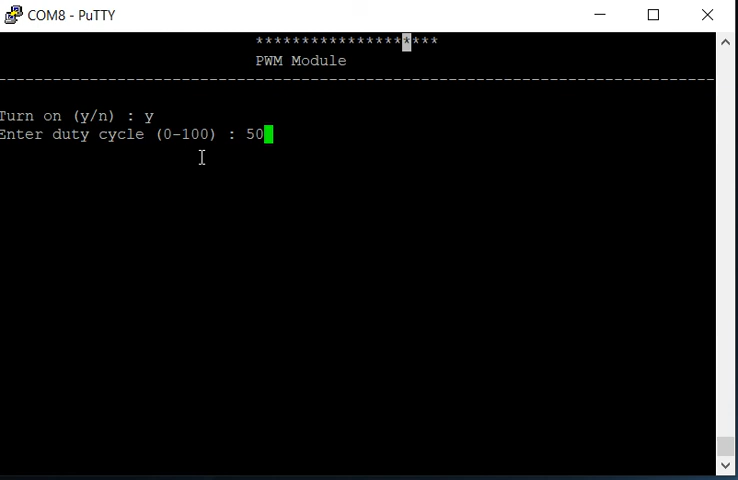 COM8 - PuTTY
********************
PWM Module
--------------------------------------------------------------------------------
Turn on (y/n) : y
Enter duty cycle (0-100) : 50